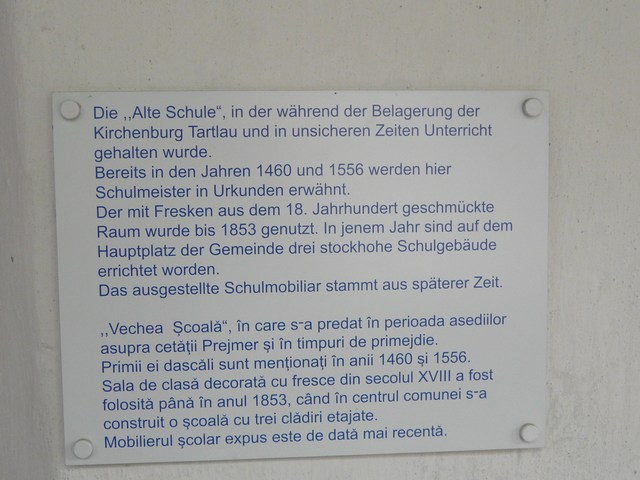 Die ,,Alte Schule“, in der während der Belagerung der
Kirchenburg Tartlau und in unsicheren Zeiten Unterricht
gehalten wurde.
Bereits in den Jahren 1460 und 1556 werden hier
Schulmeister in Urkunden erwähnt.
Der mit Fresken aus dem 18. Jahrhundert geschmückte
Raum wurde bis 1853 genutzt. In jenem Jahr sind auf dem
Hauptplatz der Gemeinde drei stockhohe Schulgebäude
errichtet worden.
Das ausgestellte Schulmobiliar stammt aus späterer Zeit.
,,Vechea Școală“, în care s-a predat în perioada asediilor
asupra cetății Prejmer și în timpuri de primejdie.
Primii ei dascăli sunt menționați în anii 1460 și 1556.
Sala de clasă decorată cu fresce din secolul XVIII a fost
folosită până în anul 1853, când în centrul comunei s-a
construit o școală cu trei clădiri etajate.
Mobilierul școlar expus este de dată mai recentă.